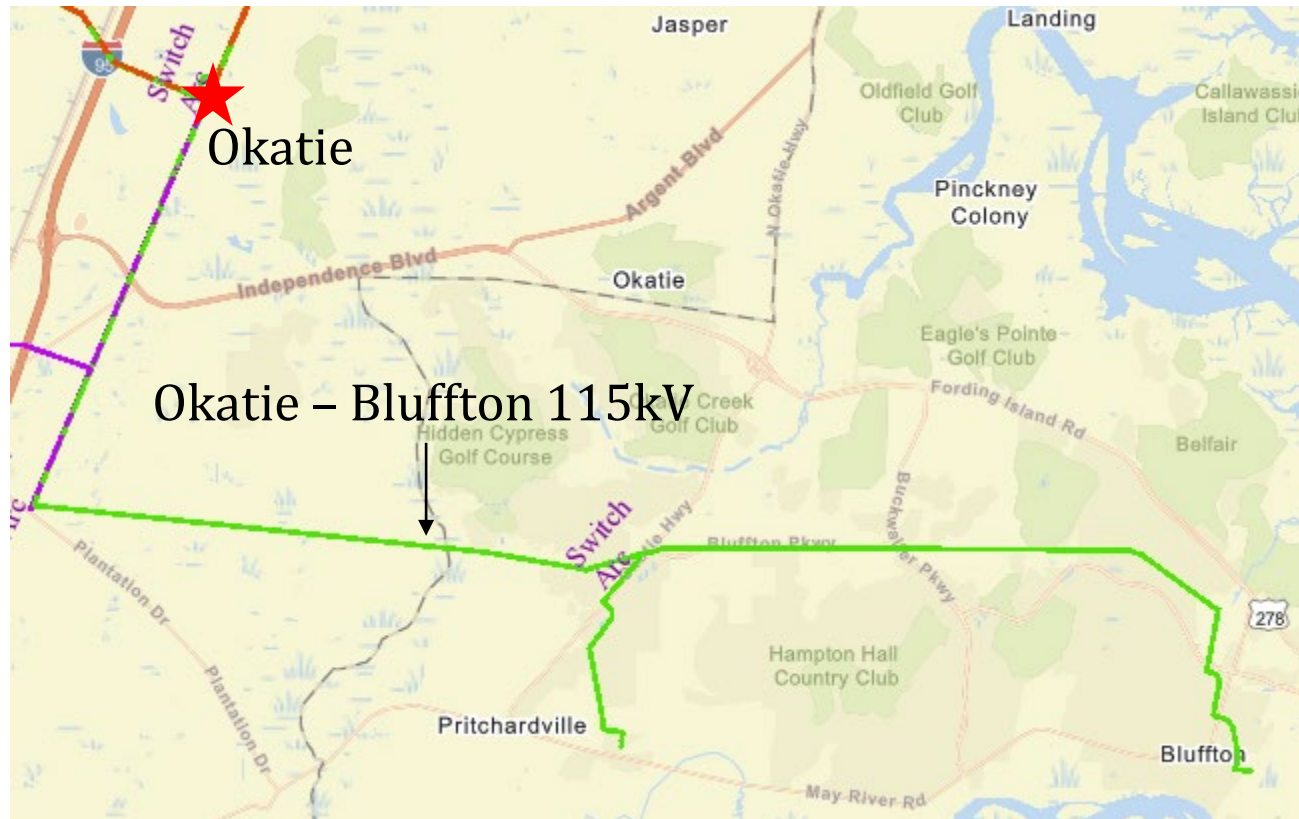 Jasper
Landing
Switch
95
Oldfield Golf
Club
Callawassie
Island Club
Okatie
Argent Blvd
N Okatie Hwy
Pinckney
Colony
Independence Blvd
Okatie
Eagle's Pointe
Golf Club
Okatie – Bluffton 115kV
Creek
Golf Club
Fording Island Rd
Hidden Cypress
Golf Course
Belfair
Buckwalter Pkwy
Switch
Arc
Hwy
Bluffton Pkwy
Plantation Dr
278
Hampton Hall
Country Club
Plantation Dr
Pritchardville
Bluffton
May River Rd